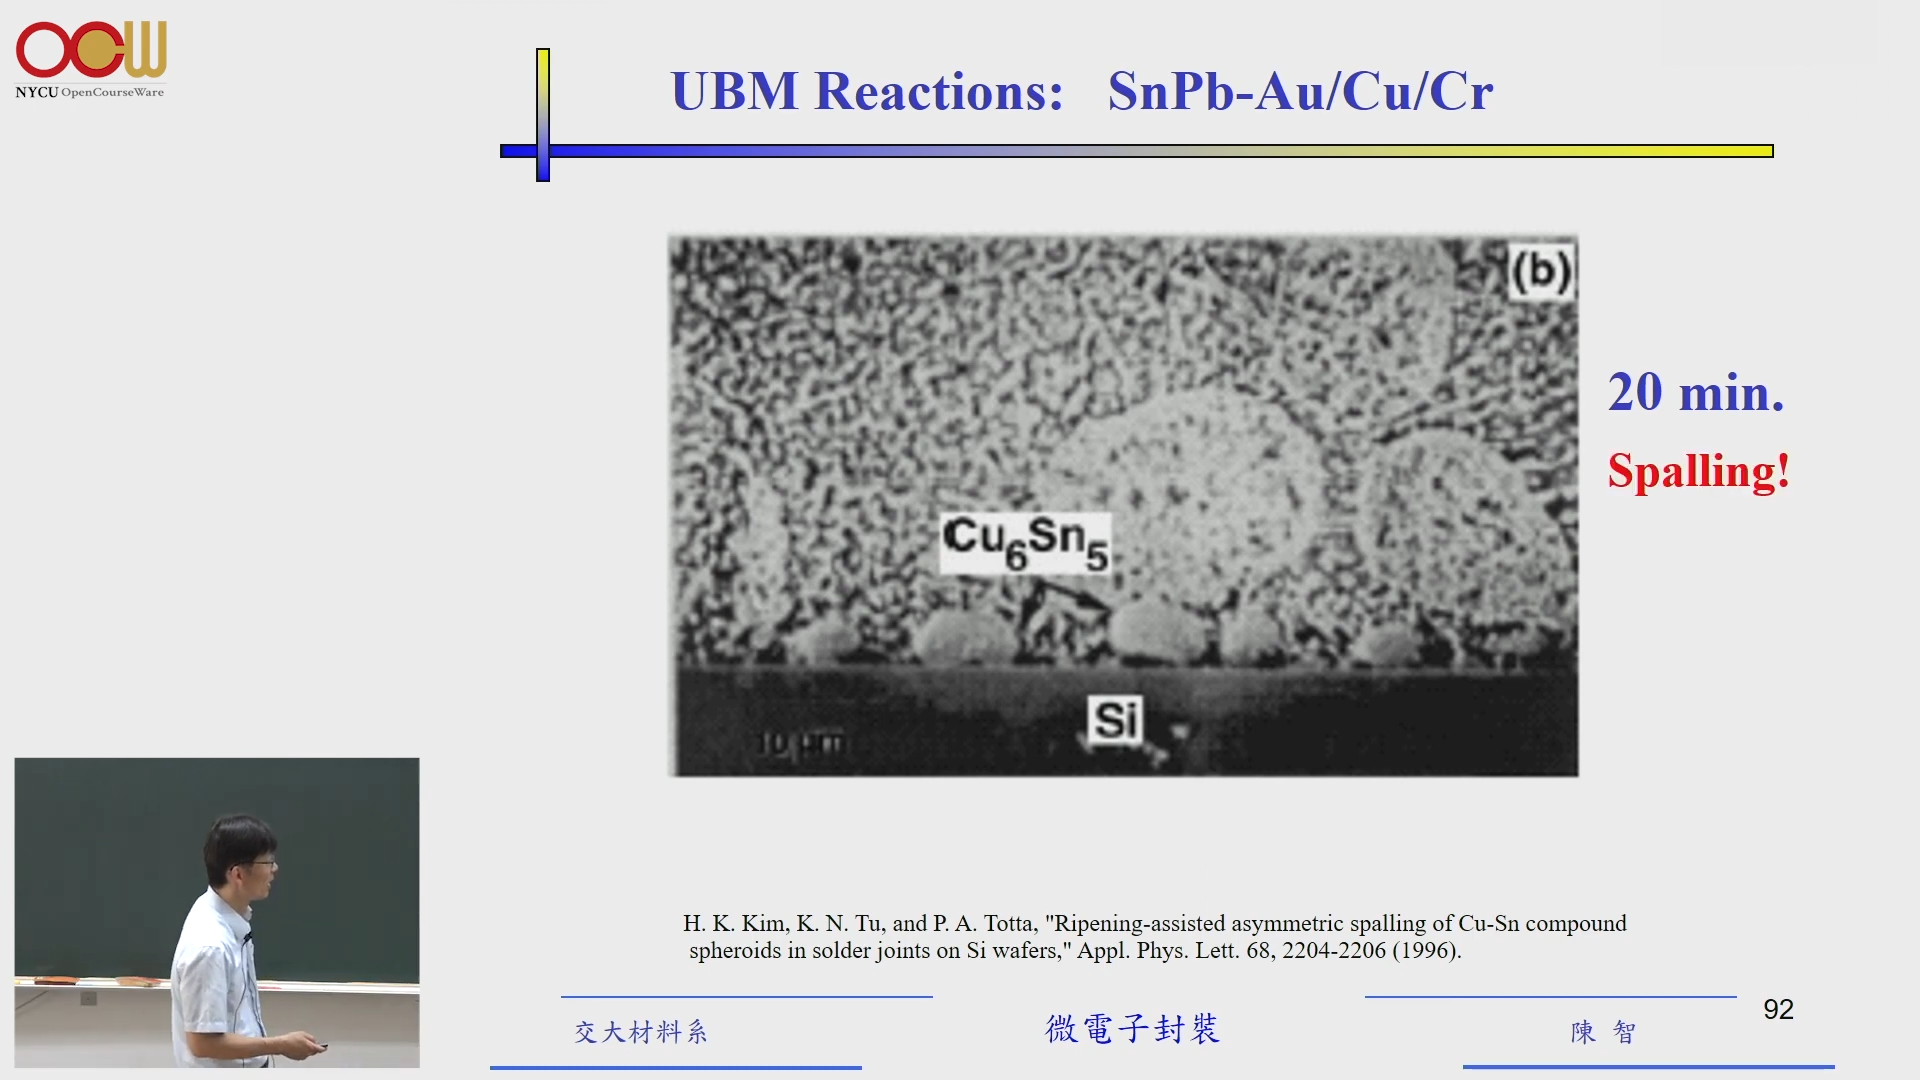 OCW
NYCU OpenCourseWare
UBM Reactions: SnPb-Au/Cu/Cr
(b)
20 min.
Spalling!
Cu6Sn5
Si
10 μm
H. K. Kim, K. N. Tu, and P. A. Totta, "Ripening-assisted asymmetric spalling of Cu-Sn compound
spheroids in solder joints on Si wafers," Appl. Phys. Lett. 68, 2204-2206 (1996).
92
交大材料系
微電子封裝
陳 智